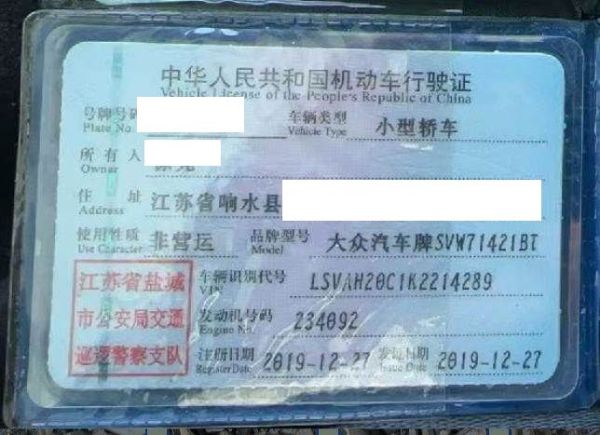 中华人民共和国机动车行驶证
Vehicle License of the People's Republic of China
号牌号码 车辆类型 小型轿车
Plate No. Vehicle Type
所有人
Owner
住址 江苏省响水县
Address
使用性质 非营运 品牌型号 大众汽车牌SVW71421BT
Use Character Model
江苏省盐城
市公安局交通
巡逻警察支队
车辆识别代号 LSVAH20C1K2214289
VIN
发动机号码 234092
Engine No.
注册日期 2019-12-27 发证日期 2019-12-27
Register Date Issue Date